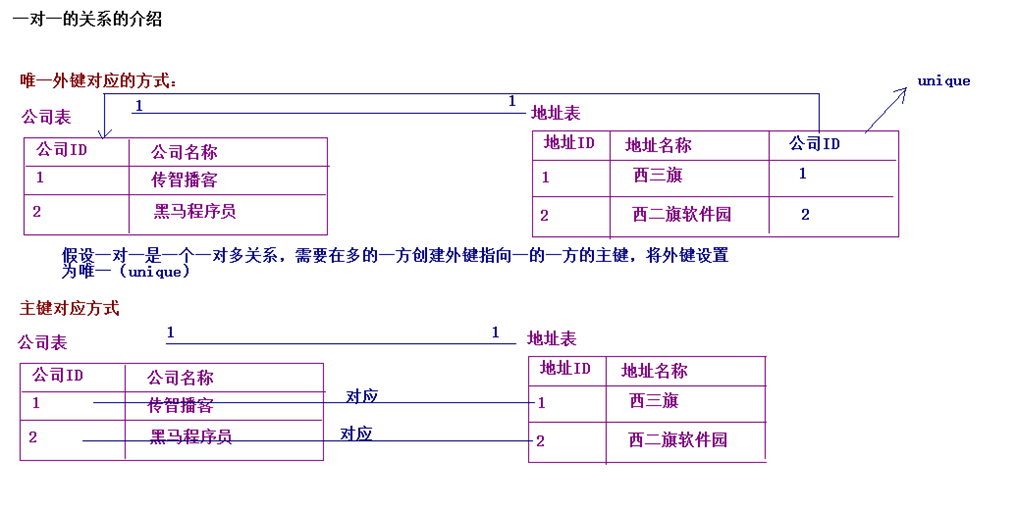 一对一的关系的介绍
唯一外键对应的方式：
unique
1
1
公司表
地址表
公司ID
公司名称
1
传智播客
2
黑马程序员
地址ID
地址名称
公司ID
1
西三旗
1
2
西二旗软件园
2
假设一对一是一个一对多关系，需要在多的一方创建外键指向一的一方的主键，将外键设置
为唯一（unique）
主键对应方式
1
1
公司表
地址表
公司ID
公司名称
1
传智播客
2
黑马程序员
对应
对应
地址ID
地址名称
1
西三旗
2
西二旗软件园